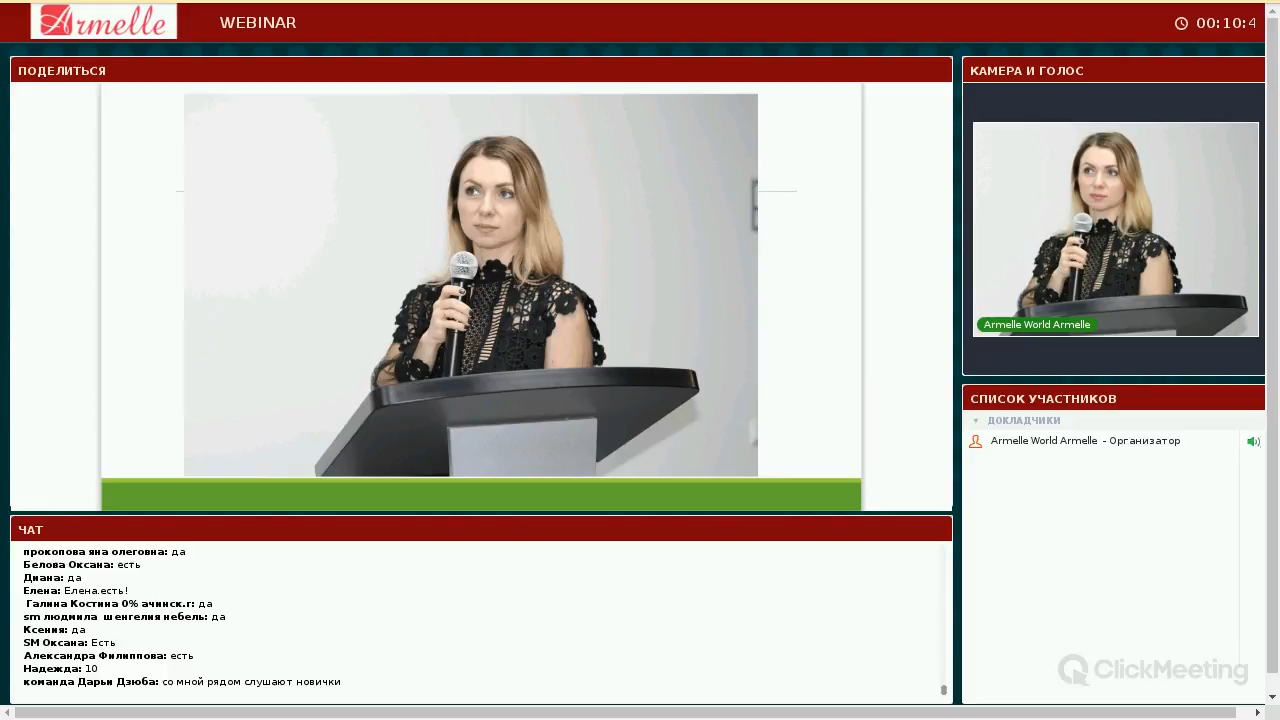 Armelle
WEBINAR
00:10:4
ПОДЕЛИТЬСЯ
КАМЕРА И ГОЛОС
Armelle World Armelle
СПИСОК УЧАСТНИКОВ
ДОКЛАДЧИКИ
Armelle World Armelle - Организатор
ЧАТ
прокопова яна олеговна: да
Белова Оксана: есть
Диана: да
Елена: Елена.есть!
Галина Костина 0% ачинск.г: да
sm людмила шенгелия небель: да
Ксения: да
SM Оксана: Есть
Александра Филиппова: есть
Надежда: 10
команда Дарьи Дзюба: со мной рядом слушают новички
ClickMeeting